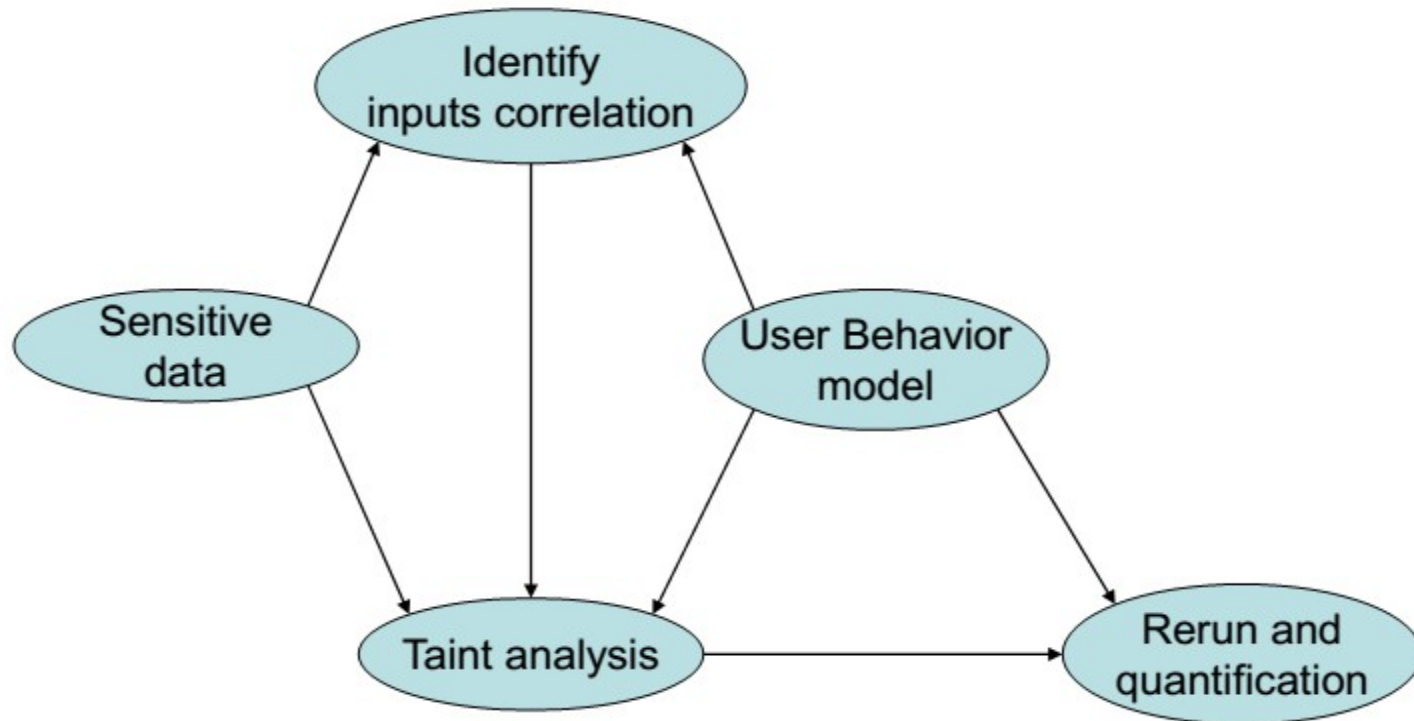 Identify
inputs correlation
Sensitive
data
User Behavior
model
Taint analysis
Rerun and
quantification